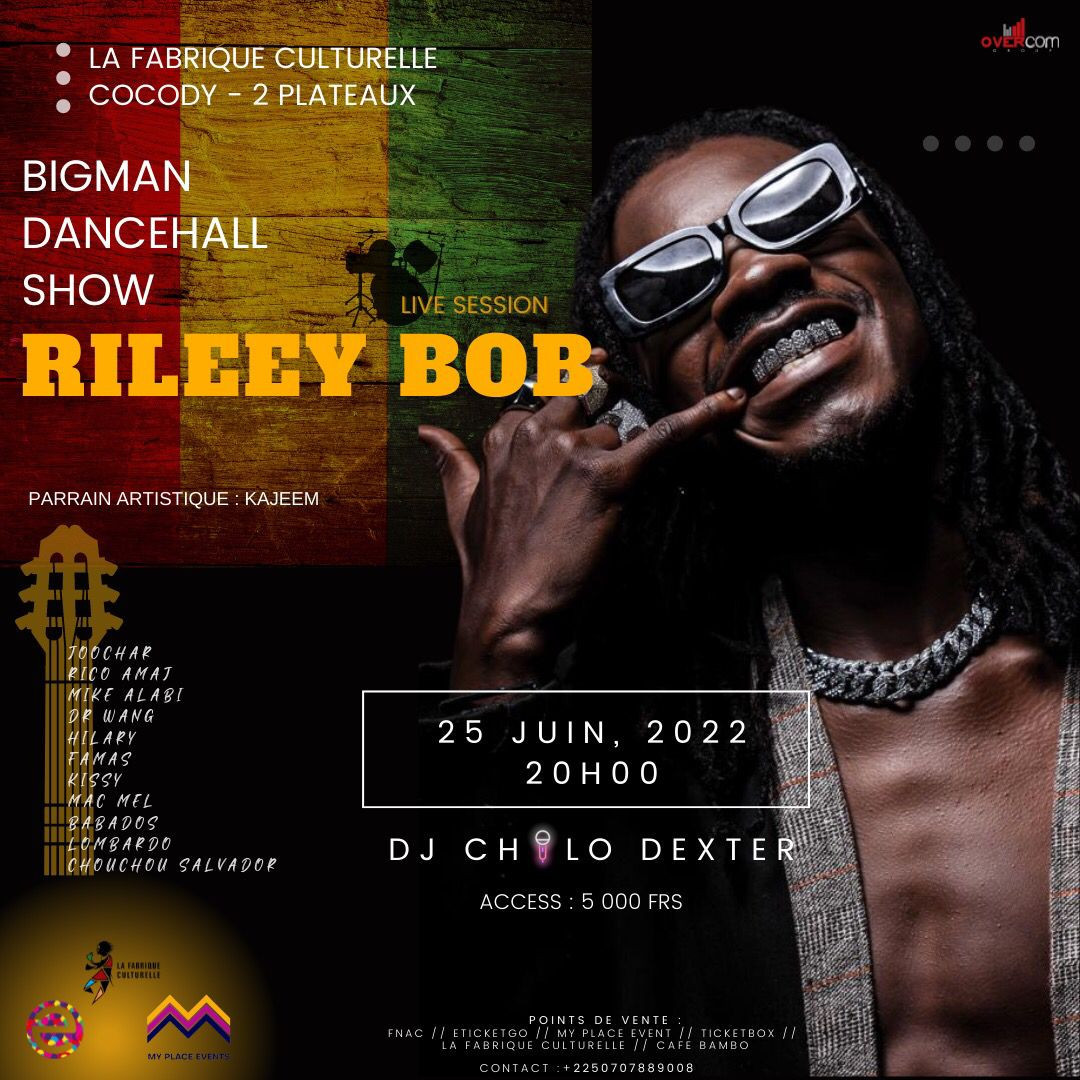 LA FABRIQUE CULTURELLE
COCODY - 2 PLATEAUX
OVERCOM
GROUP
BIGMAN
DANCEHALL
SHOW
LIVE SESSION
RILEEY BOB
PARRAIN ARTISTIQUE : KAJEEM
JOOCHAR
RICO AMAJ
MIKE ALABI
DR WANG
HILARY
FAMAS
KISSY
MAC MEL
BABADOS
LOMBARDO
CHOUCHOU SALVADOR
25 JUIN, 2022
20H00
DJ CHILO DEXTER
ACCESS : 5 000 FRS
LA FABRIQUE
CULTURELLE
e
MY PLACE EVENTS
POINTS DE VENTE :
FNAC // ETICKETGO // MY PLACE EVENT // TICKETBOX //
LA FABRIQUE CULTURELLE // CAFE BAMBO
CONTACT :+2250707889008